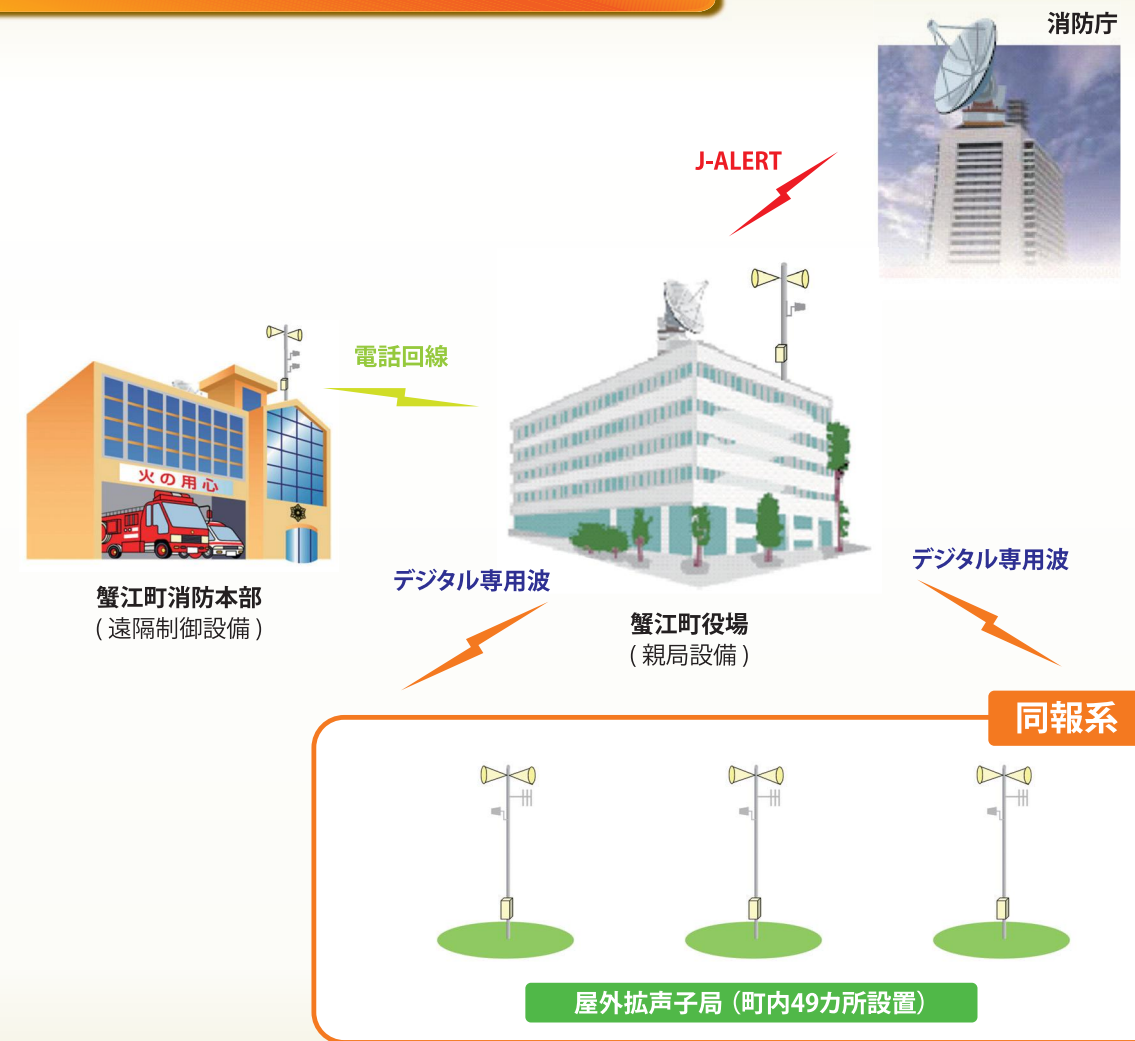 消防庁
J-ALERT
電話回線
火の用心
蟹江町消防本部
(遠隔制御設備)
デジタル専用波
蟹江町役場
(親局設備)
デジタル専用波
同報系
屋外拡声子局（町内49カ所設置）